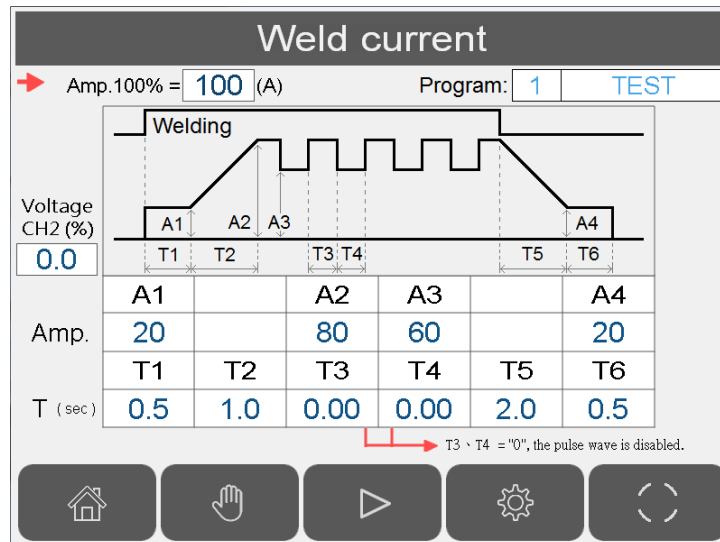 Weld current
Amp.100% = 100 (A) Program: 1 TEST
Welding
Voltage
CH2 (%)
0.0
A1 A2 A3 A4
T1 T2 T3 T4 T5 T6
A1 A2 A3 A4
Amp. 20 80 60 20
T1 T2 T3 T4 T5 T6
T (sec) 0.5 1.0 0.00 0.00 2.0 0.5
T3、T4 ="0", the pulse wave is disabled.